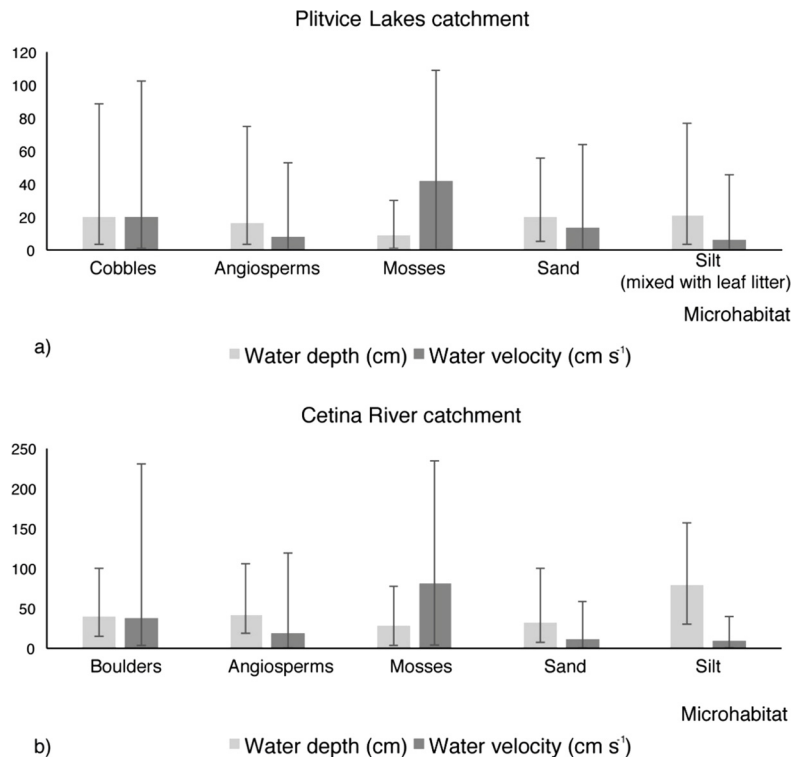 Plitvice Lakes catchment
120
100
80
60
40
20
0
Cobbles Angiosperms Mosses Sand Silt
(mixed with leaf litter)
Microhabitat
a)
Water depth (cm) Water velocity (cm s⁻¹)
Cetina River catchment
250
200
150
100
50
0
Boulders Angiosperms Mosses Sand Silt
Microhabitat
b)
Water depth (cm) Water velocity (cm s⁻¹)